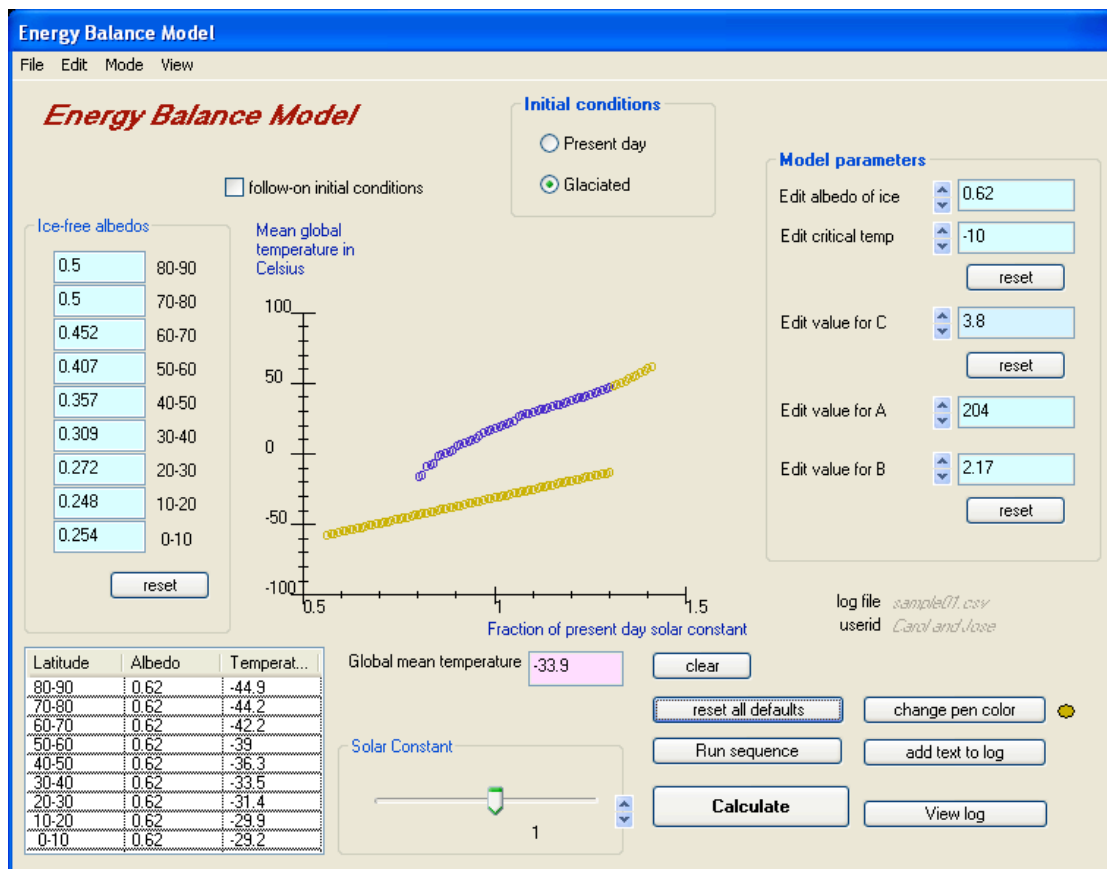 Energy Balance Model
File Edit Mode View
Energy Balance Model
Initial conditions
Present day
Glaciated
follow-on initial conditions
Model parameters
Edit albedo of ice 0.62
Edit critical temp -10
reset
Edit value for C 3.8
reset
Edit value for A 204
Edit value for B 2.17
reset
Ice-free albedos
0.5 80-90
0.5 70-80
0.452 60-70
0.407 50-60
0.357 40-50
0.309 30-40
0.272 20-30
0.248 10-20
0.254 0-10
reset
Mean global
temperature in
Celsius
100
50
0
-50
-100
0.5 1 1.5
Fraction of present day solar constant
log file sample01.csv
userid Carol and Jose
Latitude Albedo Temperat...
80-90 0.62 -44.9
70-80 0.62 -44.2
60-70 0.62 -42.2
50-60 0.62 -39
40-50 0.62 -36.3
30-40 0.62 -33.5
20-30 0.62 -31.4
10-20 0.62 -29.9
0-10 0.62 -29.2
Global mean temperature -33.9
clear
reset all defaults change pen color
Solar Constant
1
Run sequence add text to log
Calculate View log